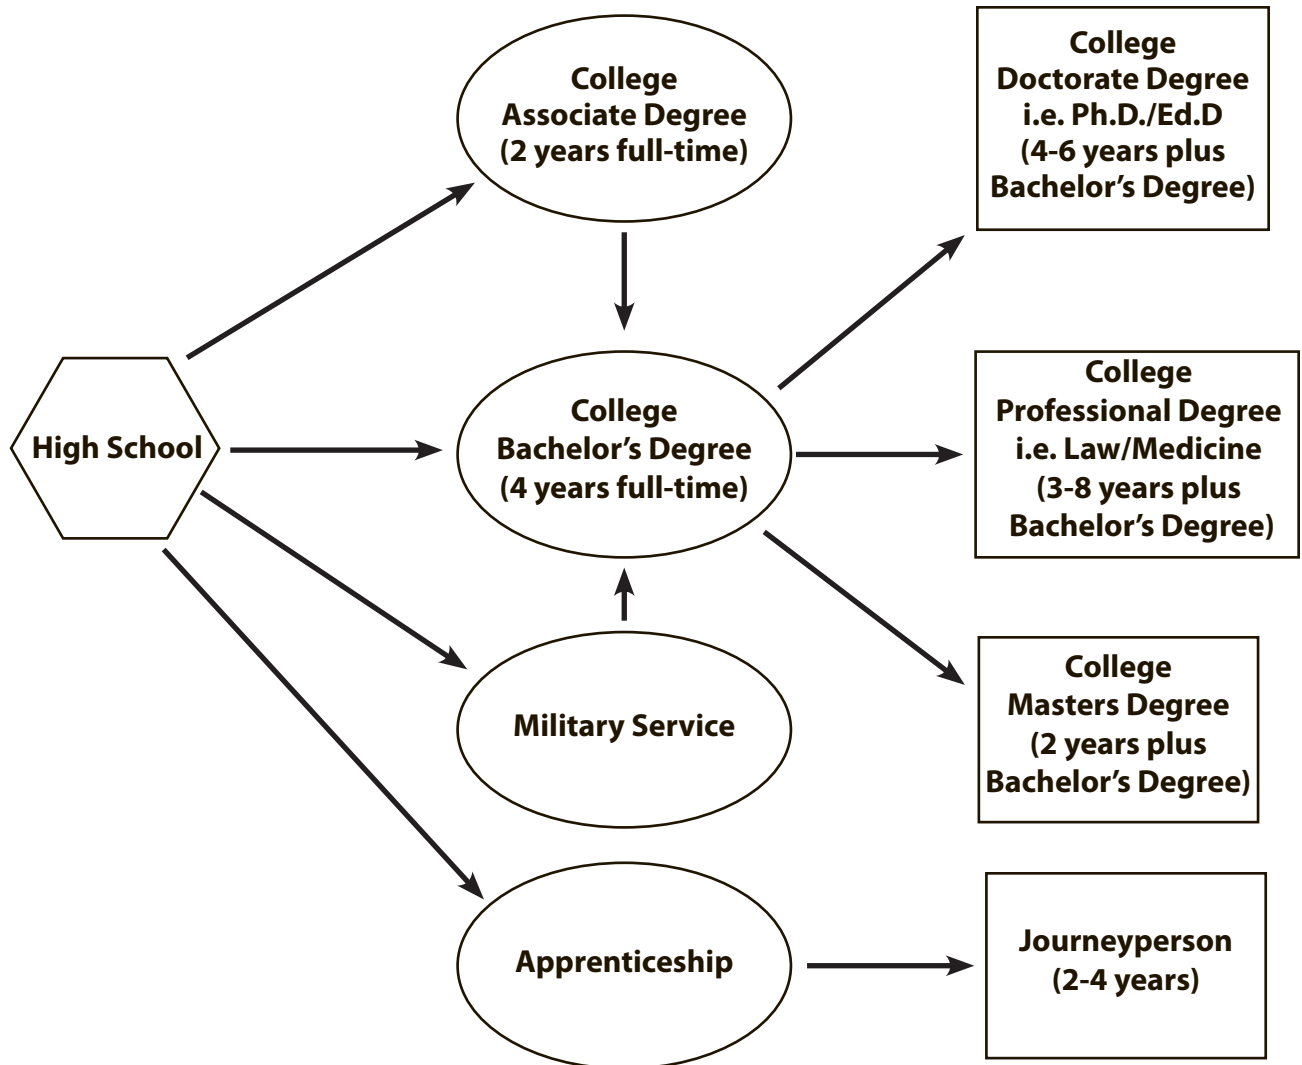 High School
College
Associate Degree
(2 years full-time)
College
Bachelor's Degree
(4 years full-time)
Military Service
Apprenticeship
College
Doctorate Degree
i.e. Ph.D./Ed.D
(4-6 years plus
Bachelor's Degree)
College
Professional Degree
i.e. Law/Medicine
(3-8 years plus
Bachelor's Degree)
College
Masters Degree
(2 years plus
Bachelor's Degree)
Journeyperson
(2-4 years)